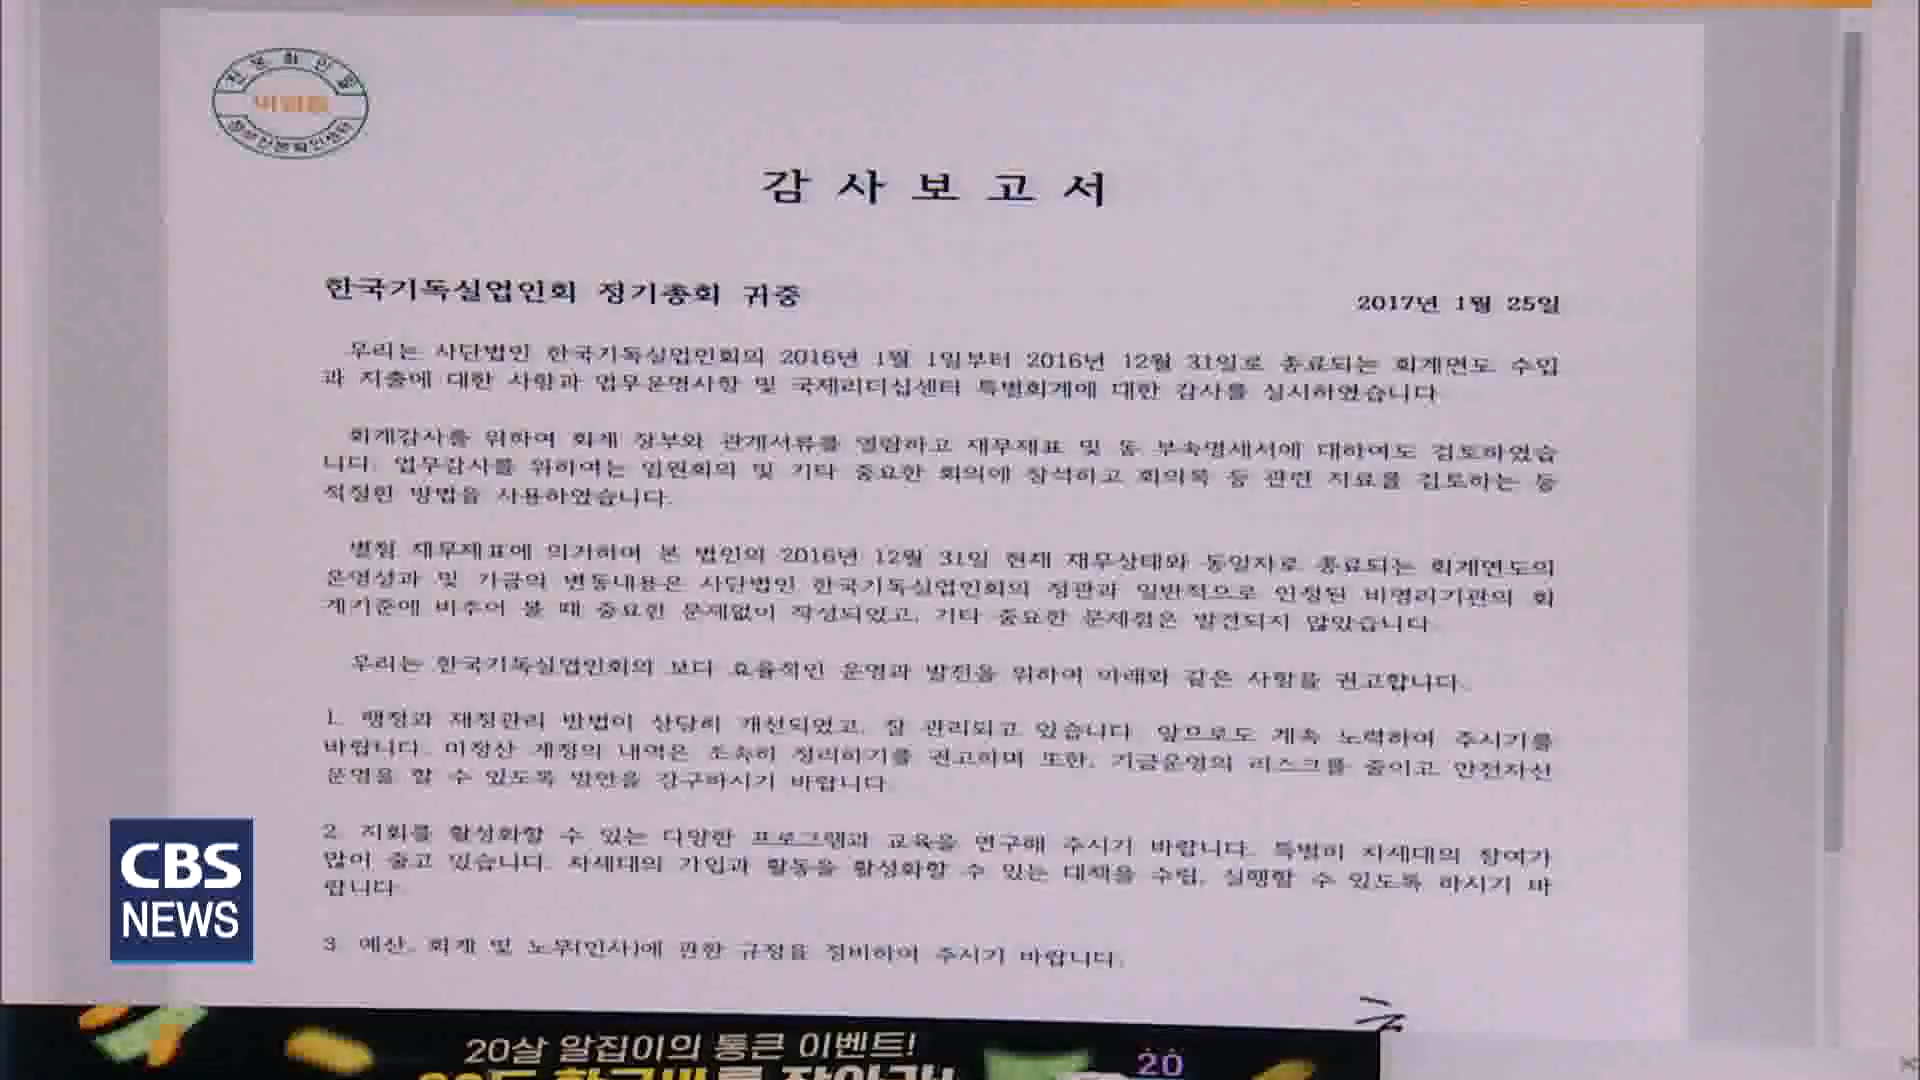 감 사 보 고 서
한국기독실업인회 정기총회 귀중
2017년 1월 25일
우리는 사단법인 한국기독실업인회의 2016년 1월 1일부터 2016년 12월 31일로 종료되는 회계연도 수입
과 지출에 대한 사항과 업무운영사항 및 국제리더십센터 특별회계에 대한 감사를 실시하였습니다.
회계감사를 위하여 회계 장부와 관계서류를 열람하고 재무제표 및 동 부속명세서에 대하여도 검토하였습
니다. 업무감사를 위하여는 임원회의 및 기타 중요한 회의에 참석하고 회의록 등 관련 자료를 검토하는 등
적절한 방법을 사용하였습니다.
별첨 재무제표에 의거하여 본 법인의 2016년 12월 31일 현재 재무상태와 동일자로 종료되는 회계연도의
운영성과 및 기금의 변동내용은 사단법인 한국기독실업인회의 정관과 일반적으로 인정된 비영리기관의 회
계기준에 비추어 볼 때 중요한 문제없이 작성되었고, 기타 중요한 문제점은 발견되지 않았습니다.
우리는 한국기독실업인회의 보다 효율적인 운영과 발전을 위하여 아래와 같은 사항을 권고합니다.
1. 행정과 재정관리 방법이 상당히 개선되었고, 잘 관리되고 있습니다. 앞으로도 계속 노력하여 주시기를
바랍니다. 미정산 계정의 내역은 조속히 정리하기를 권고하며 또한, 기금운영의 리스크를 줄이고 안전자산
운영을 할 수 있도록 방안을 강구하시기 바랍니다.
2. 지회를 활성화할 수 있는 다양한 프로그램과 교육을 연구해 주시기 바랍니다. 특별히 차세대의 참여가
많이 줄고 있습니다. 차세대의 가입과 활동을 활성화할 수 있는 대책을 수립, 실행할 수 있도록 하시기 바
랍니다.
3. 예산, 회계 및 노무(인사)에 관한 규정을 정비하여 주시기 바랍니다.
CBS
NEWS
20살 알집이의 통큰 이벤트!
20